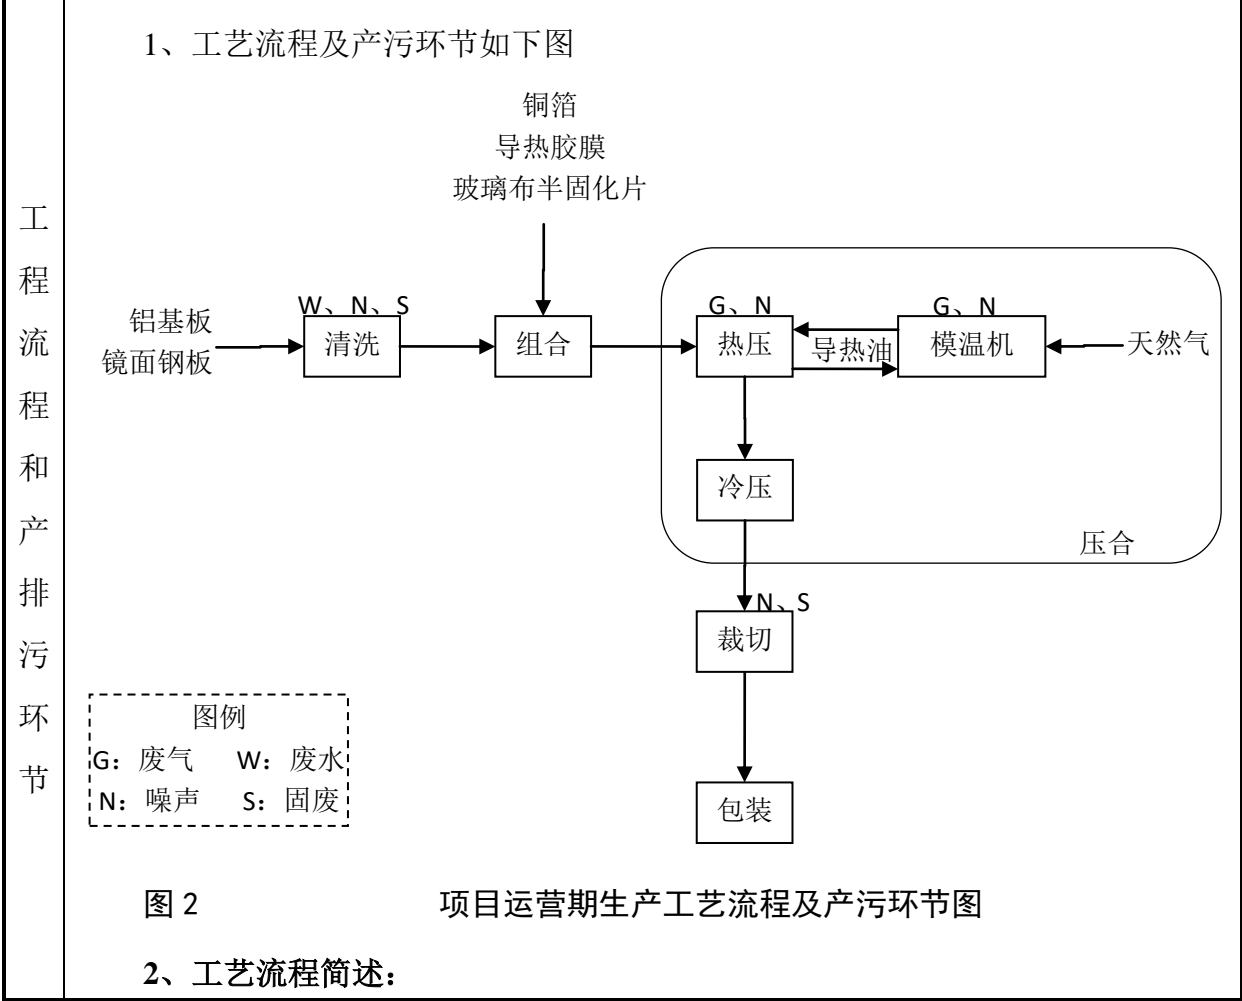 工程流程和产排污环节
1、工艺流程及产污环节如下图
铜箔
导热胶膜
玻璃布半固化片
铝基板
镜面钢板
W、N、S
清洗
组合
G、N
热压
导热油
G、N
模温机
天然气
冷压
压合
N、S
裁切
包装
图例
G：废气 W：废水
N：噪声 S：固废
图 2 项目运营期生产工艺流程及产污环节图
2、工艺流程简述：